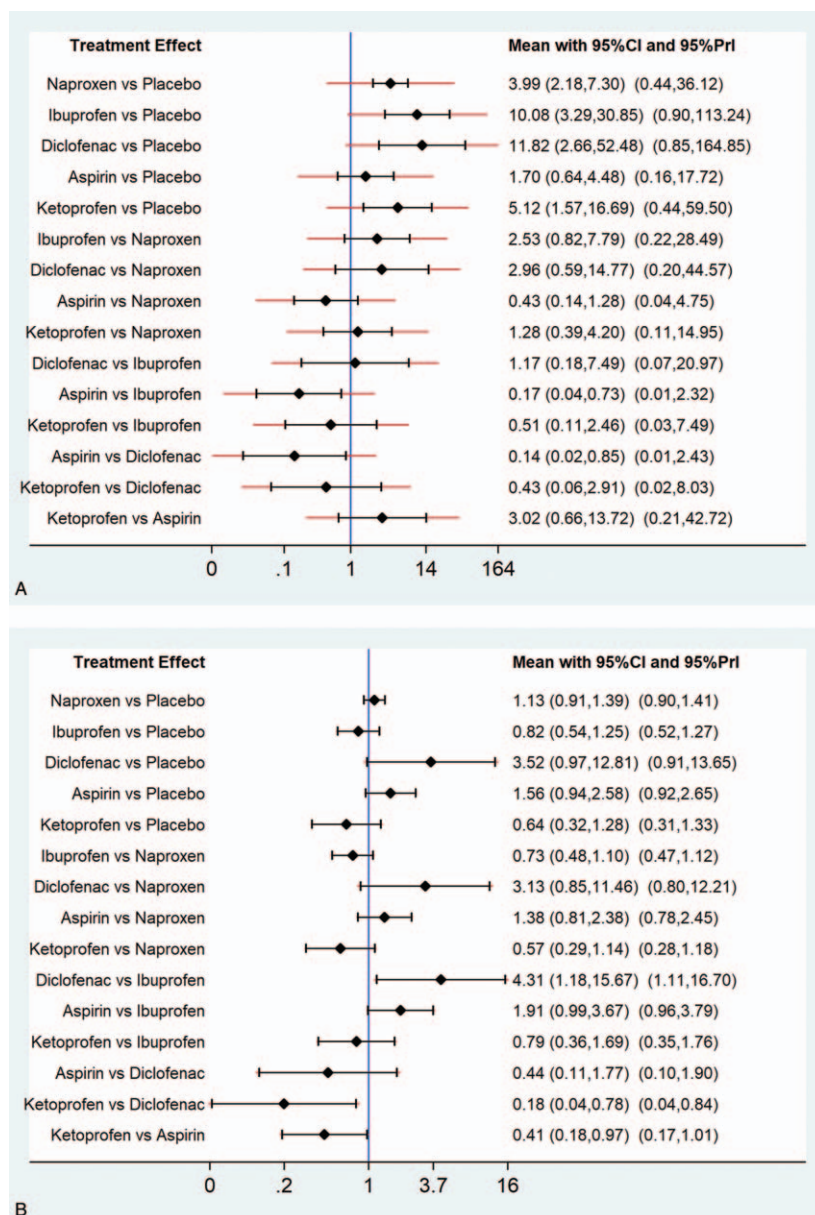 Treatment Effect Mean with 95%CI and 95%PrI
Naproxen vs Placebo 3.99 (2.18,7.30) (0.44,36.12)
Ibuprofen vs Placebo 10.08 (3.29,30.85) (0.90,113.24)
Diclofenac vs Placebo 11.82 (2.66,52.48) (0.85,164.85)
Aspirin vs Placebo 1.70 (0.64,4.48) (0.16,17.72)
Ketoprofen vs Placebo 5.12 (1.57,16.69) (0.44,59.50)
Ibuprofen vs Naproxen 2.53 (0.82,7.79) (0.22,28.49)
Diclofenac vs Naproxen 2.96 (0.59,14.77) (0.20,44.57)
Aspirin vs Naproxen 0.43 (0.14,1.28) (0.04,4.75)
Ketoprofen vs Naproxen 1.28 (0.39,4.20) (0.11,14.95)
Diclofenac vs Ibuprofen 1.17 (0.18,7.49) (0.07,20.97)
Aspirin vs Ibuprofen 0.17 (0.04,0.73) (0.01,2.32)
Ketoprofen vs Ibuprofen 0.51 (0.11,2.46) (0.03,7.49)
Aspirin vs Diclofenac 0.14 (0.02,0.85) (0.01,2.43)
Ketoprofen vs Diclofenac 0.43 (0.06,2.91) (0.02,8.03)
Ketoprofen vs Aspirin 3.02 (0.66,13.72) (0.21,42.72)
0 .1 1 14 164
A
Treatment Effect Mean with 95%CI and 95%PrI
Naproxen vs Placebo 1.13 (0.91,1.39) (0.90,1.41)
Ibuprofen vs Placebo 0.82 (0.54,1.25) (0.52,1.27)
Diclofenac vs Placebo 3.52 (0.97,12.81) (0.91,13.65)
Aspirin vs Placebo 1.56 (0.94,2.58) (0.92,2.65)
Ketoprofen vs Placebo 0.64 (0.32,1.28) (0.31,1.33)
Ibuprofen vs Naproxen 0.73 (0.48,1.10) (0.47,1.12)
Diclofenac vs Naproxen 3.13 (0.85,11.46) (0.80,12.21)
Aspirin vs Naproxen 1.38 (0.81,2.38) (0.78,2.45)
Ketoprofen vs Naproxen 0.57 (0.29,1.14) (0.28,1.18)
Diclofenac vs Ibuprofen 4.31 (1.18,15.67) (1.11,16.70)
Aspirin vs Ibuprofen 1.91 (0.99,3.67) (0.96,3.79)
Ketoprofen vs Ibuprofen 0.79 (0.36,1.69) (0.35,1.76)
Aspirin vs Diclofenac 0.44 (0.11,1.77) (0.10,1.90)
Ketoprofen vs Diclofenac 0.18 (0.04,0.78) (0.04,0.84)
Ketoprofen vs Aspirin 0.41 (0.18,0.97) (0.17,1.01)
0 .2 1 3.7 16
B